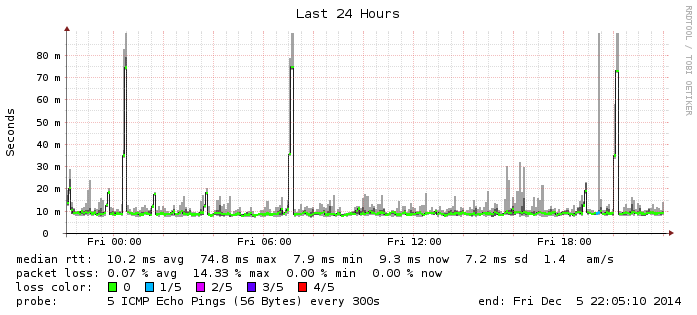 Last 24 Hours
RRDTOOL / TOBI OETIKER
Seconds
80 m
70 m
60 m
50 m
40 m
30 m
20 m
10 m
0
Fri 00:00 Fri 06:00 Fri 12:00 Fri 18:00
median rtt: 10.2 ms avg 74.8 ms max 7.9 ms min 9.3 ms now 7.2 ms sd 1.4 am/s
packet loss: 0.07 % avg 14.33 % max 0.00 % min 0.00 % now
loss color: 0 1/5 2/5 3/5 4/5
probe: 5 ICMP Echo Pings (56 Bytes) every 300s end: Fri Dec 5 22:05:10 2014